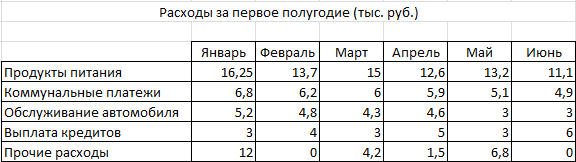 Расходы за первое полугодие (тыс. руб.)
Январь Февраль Март Апрель Май Июнь
Продукты питания 16,25 13,7 15 12,6 13,2 11,1
Коммунальные платежи 6,8 6,2 6 5,9 5,1 4,9
Обслуживание автомобиля 5,2 4,8 4,3 4,6 3 3
Выплата кредитов 3 4 3 5 3 6
Прочие расходы 12 0 4,2 1,5 6,8 0